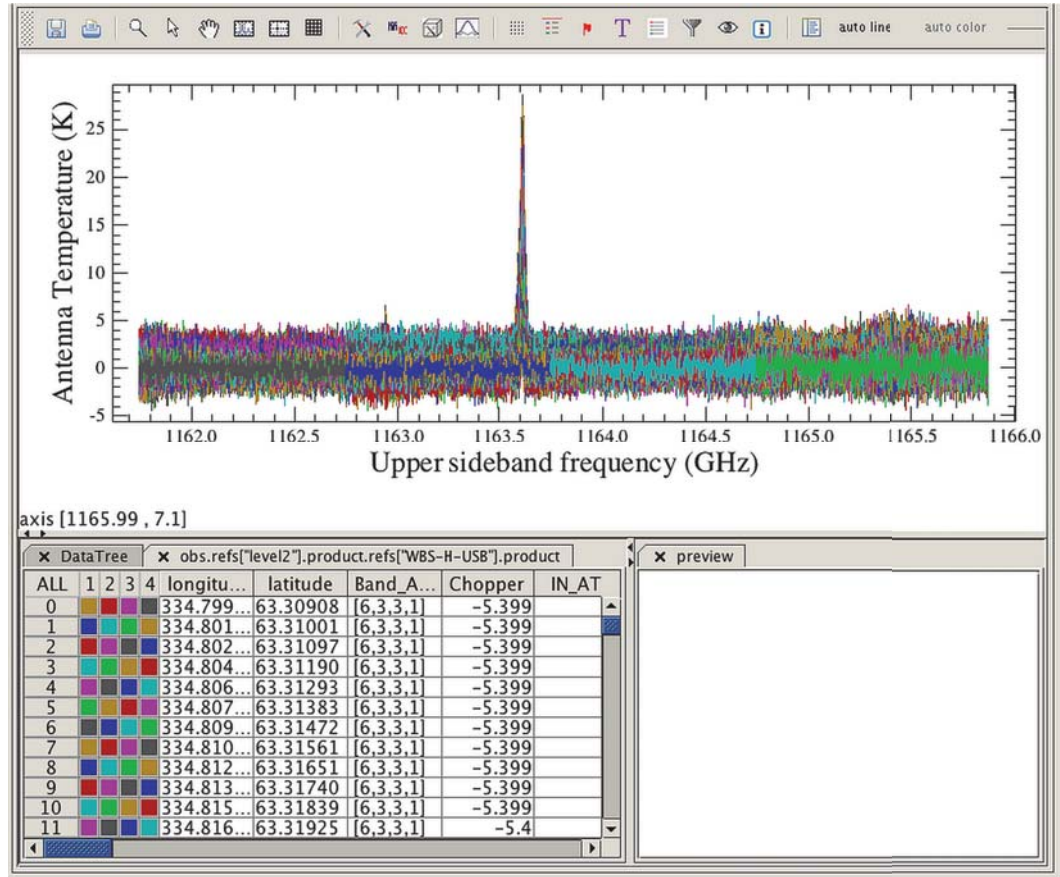 T i auto line auto color
Antenna Temperature (K)
25
20
15
10
5
0
-5
1162.0 1162.5 1163.0 1163.5 1164.0 1164.5 1165.0 1165.5 1166.0
Upper sideband frequency (GHz)
axis [1165.99 , 7.1]
× DataTree × obs.refs["level2"].product.refs["WBS-H-USB"].product × preview
ALL 1 2 3 4 longitu... latitude Band_A... Chopper IN_AT
0 334.799... 63.30908 [6,3,3,1] -5.399
1 334.801... 63.31001 [6,3,3,1] -5.399
2 334.802... 63.31097 [6,3,3,1] -5.399
3 334.804... 63.31190 [6,3,3,1] -5.399
4 334.806... 63.31293 [6,3,3,1] -5.399
5 334.807... 63.31383 [6,3,3,1] -5.399
6 334.809... 63.31472 [6,3,3,1] -5.399
7 334.810... 63.31561 [6,3,3,1] -5.399
8 334.812... 63.31651 [6,3,3,1] -5.399
9 334.813... 63.31740 [6,3,3,1] -5.399
10 334.815... 63.31839 [6,3,3,1] -5.399
11 334.816... 63.31925 [6,3,3,1] -5.4